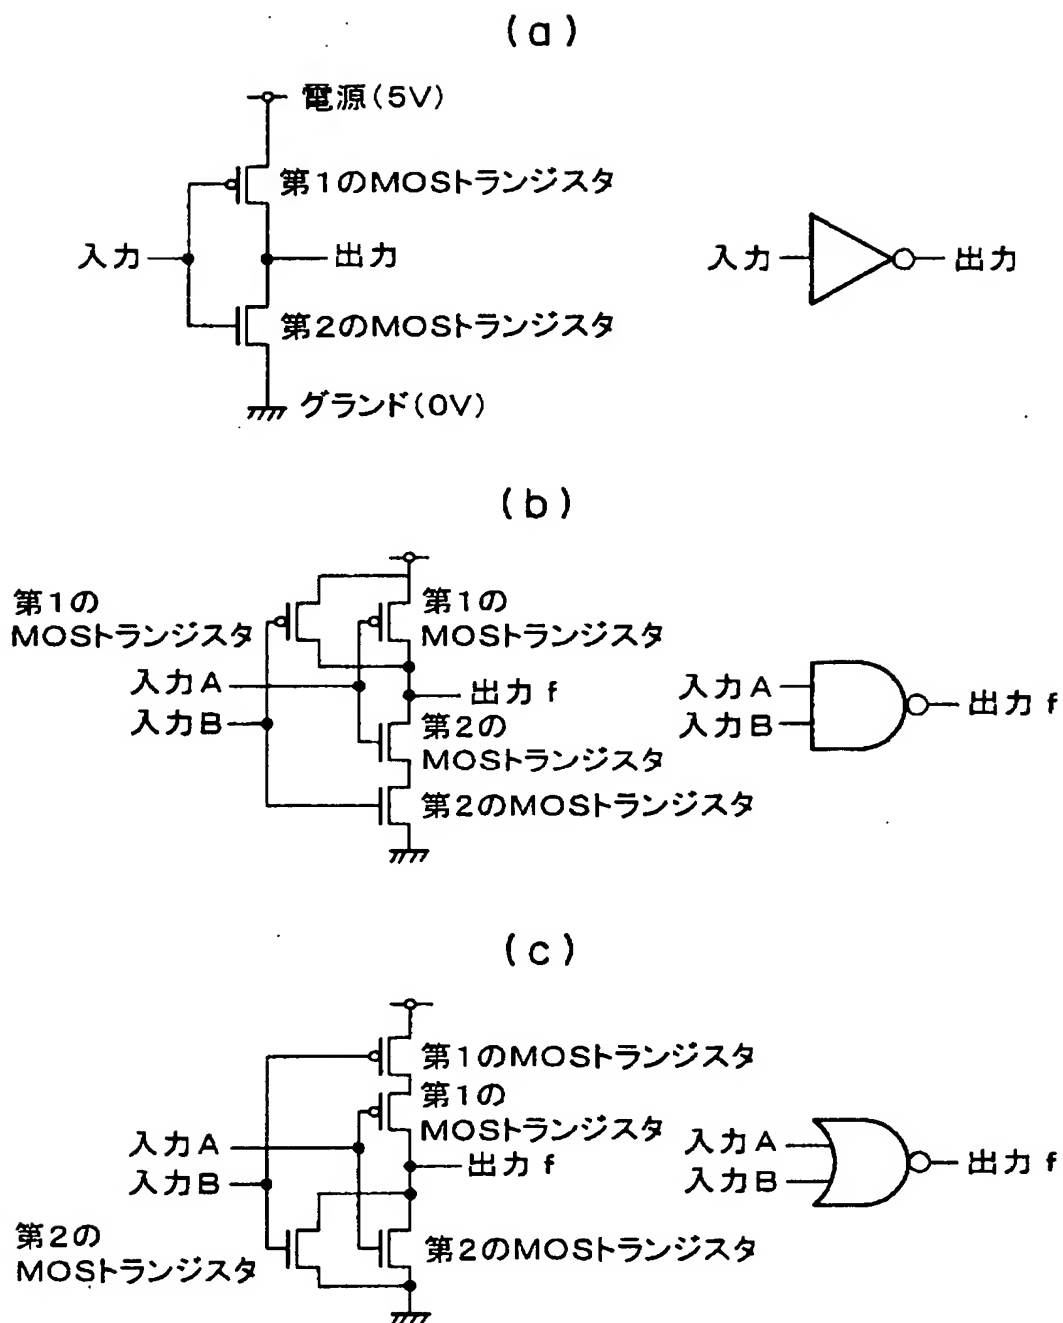 (a)
電源(5V)
第1のMOSトランジスタ
入力
出力
入力
出力
第2のMOSトランジスタ
グランド(0V)
(b)
第1の
MOSトランジスタ
第1の
MOSトランジスタ
入力A
出力 f
入力A
出力 f
入力B
入力B
第2の
MOSトランジスタ
第2のMOSトランジスタ
(c)
第1のMOSトランジスタ
第1の
MOSトランジスタ
入力A
出力 f
入力A
出力 f
入力B
入力B
第2の
MOSトランジスタ
第2のMOSトランジスタ